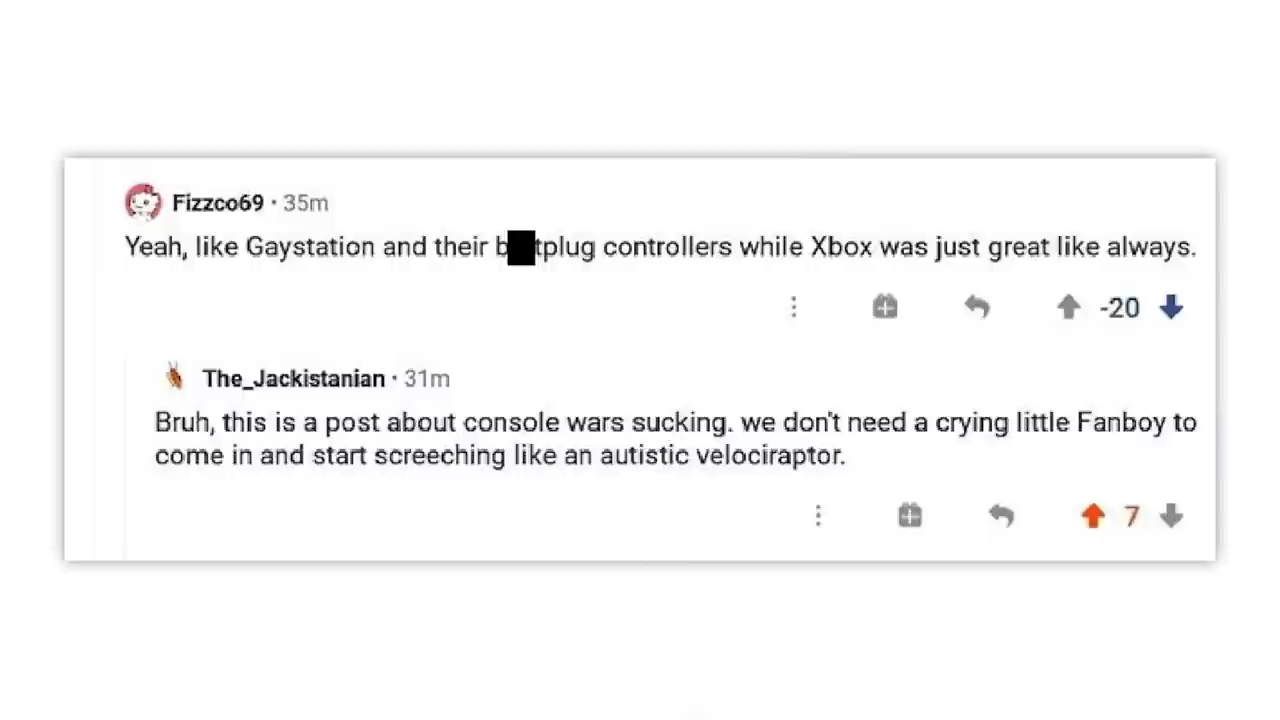 Fizzco69 · 35m
Yeah, like Gaystation and their b tplug controllers while Xbox was just great like always.
-20
The_Jackistanian · 31m
Bruh, this is a post about console wars sucking. we don't need a crying little Fanboy to
come in and start screeching like an autistic velociraptor.
7